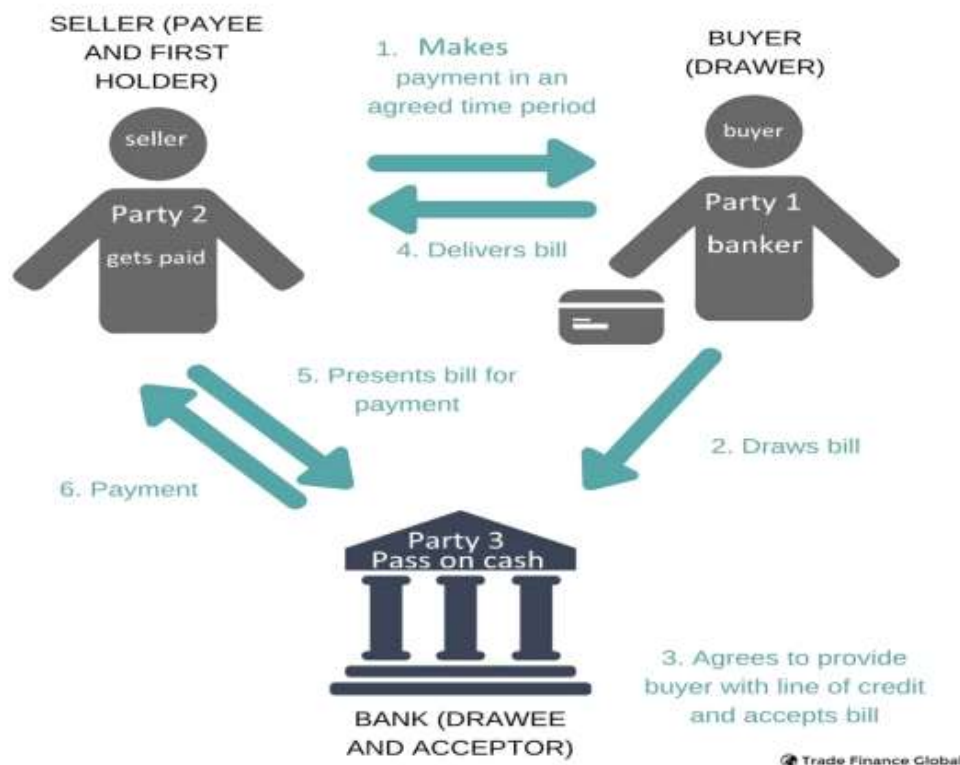 SELLER (PAYEE
AND FIRST
HOLDER)
1. Makes
payment in an
agreed time period
BUYER
(DRAWER)
seller
buyer
Party 2
gets paid
Party 1
banker
4. Delivers bill
5. Presents bill for
payment
2. Draws bill
6. Payment
Party 3
Pass on cash
3. Agrees to provide
buyer with line of credit
and accepts bill
BANK (DRAWEE
AND ACCEPTOR)
Trade Finance Global